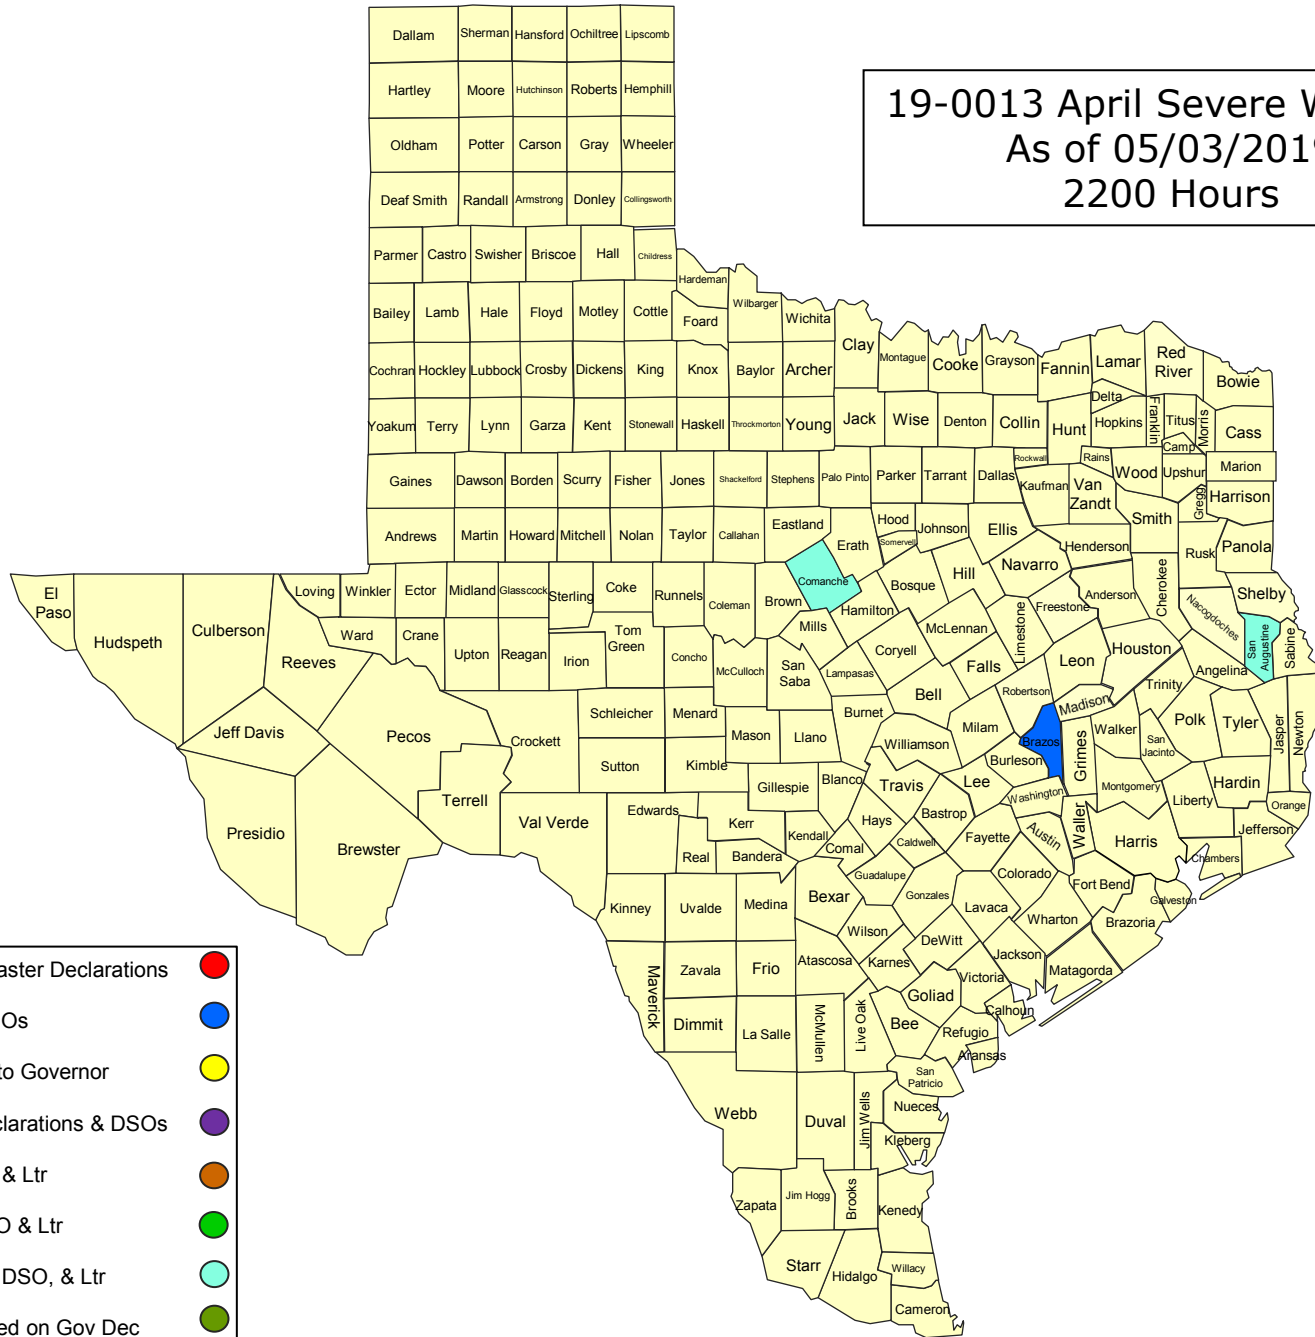 Dallam Sherman Hansford Ochiltree Lipscomb
Hartley Moore Hutchinson Roberts Hemphill
19-0013 April Severe
As of 05/03/201
2200 Hours
Oldham Potter Carson Gray Wheeler
Deaf Smith Randall Armstrong Donley Collingsworth
Parmer Castro Swisher Briscoe Hall Childress
Hardeman
Bailey Lamb Hale Floyd Motley Cottle Foard Wilbarger Wichita
Clay Montague Cooke Grayson Fannin Lamar Red
River
Bowie
Cochran Hockley Lubbock Crosby Dickens King Knox Baylor Archer
Delta
Yoakum Terry Lynn Garza Kent Stonewall Haskell Throckmorton Young Jack Wise Denton Collin Hunt Hopkins Franklin Titus Morris Cass
Camp
Rockwall Rains
Gaines Dawson Borden Scurry Fisher Jones Shackelford Stephens Palo Pinto Parker Tarrant Dallas Kaufman Van
Zandt
Wood Upshur Marion
Gregg Harrison
Andrews Martin Howard Mitchell Nolan Taylor Callahan Eastland Erath Hood Somervell Johnson Ellis Henderson Smith Rusk Panola
El
Paso
Hudspeth Culberson Loving Winkler Ector Midland Glasscock Sterling Coke Runnels Coleman Brown Comanche Hamilton Bosque Hill Navarro Freestone Anderson Cherokee Nacogdoches Shelby
San
Augustine
Sabine
Reeves Ward Crane Upton Reagan Irion Tom
Green
Concho McCulloch San
Saba
Mills Lampasas Coryell McLennan Limestone Falls Leon Houston Angelina Trinity
Jeff Davis Pecos Crockett Schleicher Menard Mason Llano Burnet Bell Milam Robertson Madison Brazos Grimes Walker San
Jacinto
Polk Tyler Jasper Newton
Sutton Kimble Gillespie Blanco Williamson Travis Lee Burleson Washington Montgomery Liberty Hardin Orange
Presidio Brewster Terrell Val Verde Edwards Kerr Real Bandera Kendall Comal Hays Caldwell Bastrop Fayette Austin Waller Harris Chambers Jefferson
Kinney Uvalde Medina Bexar Guadalupe Gonzales Lavaca Colorado Wharton Fort Bend Brazoria Galveston
Maverick Zavala Frio Atascosa Wilson Karnes DeWitt Victoria Jackson Matagorda
Dimmit La Salle McMullen Live Oak Bee Goliad Refugio Calhoun Aransas
San
Patricio
Webb Duval Jim Wells Nueces
Kleberg
Zapata Jim Hogg Brooks Kenedy
Starr Hidalgo Willacy
Cameron
aster Declarations
Os
to Governor
clarations & DSOs
& Ltr
O & Ltr
DSO, & Ltr
ed on Gov Dec